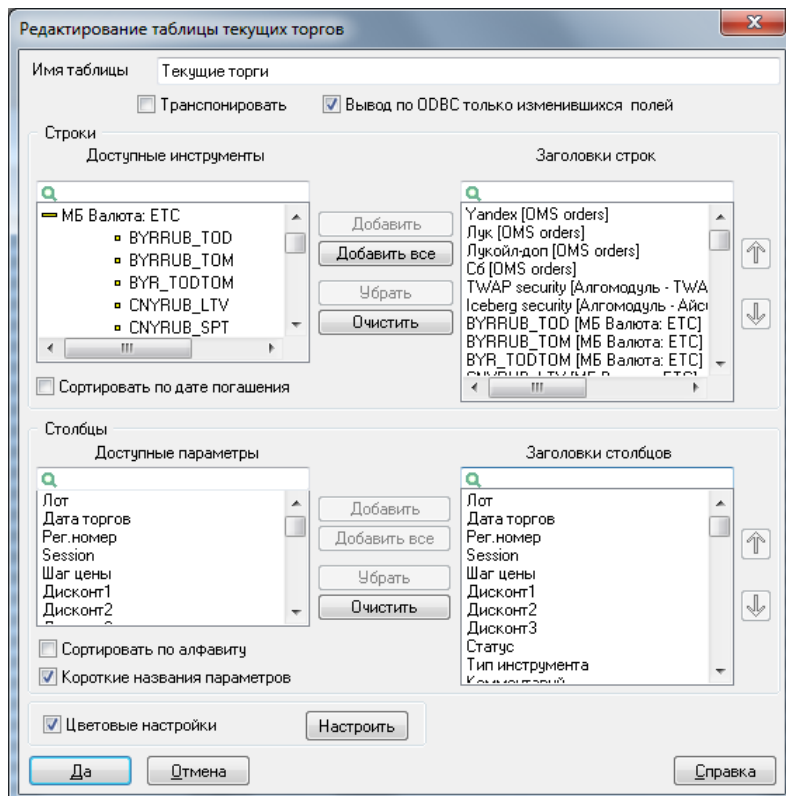 Редактирование таблицы текущих торгов
Имя таблицы Текущие торги
Транспонировать Вывод по ODBC только изменившихся полей
Строки
Доступные инструменты
МБ Валюта: ETC
BYRRUB_TOD
BYRRUB_TOM
BYR_TODTOM
CNYRUB_LTV
CNYRUB_SPT
Сортировать по дате погашения
Добавить
Добавить все
Убрать
Очистить
Заголовки строк
Yandex [OMS orders]
Лук [OMS orders]
Лукойл-доп [OMS orders]
Сб [OMS orders]
TWAP security [Алгомодуль - TWA
Iceberg security [Алгомодуль - Айс
BYRRUB_TOD [МБ Валюта: ETC]
BYRRUB_TOM [МБ Валюта: ETC]
BYR_TODTOM [МБ Валюта: ETC]
Столбцы
Доступные параметры
Лот
Дата торгов
Рег.номер
Session
Шаг цены
Дисконт1
Дисконт2
Сортировать по алфавиту
Короткие названия параметров
Добавить
Добавить все
Убрать
Очистить
Заголовки столбцов
Лот
Дата торгов
Рег.номер
Session
Шаг цены
Дисконт1
Дисконт2
Дисконт3
Статус
Тип инструмента
Цветовые настройки Настроить
Да Отмена Справка